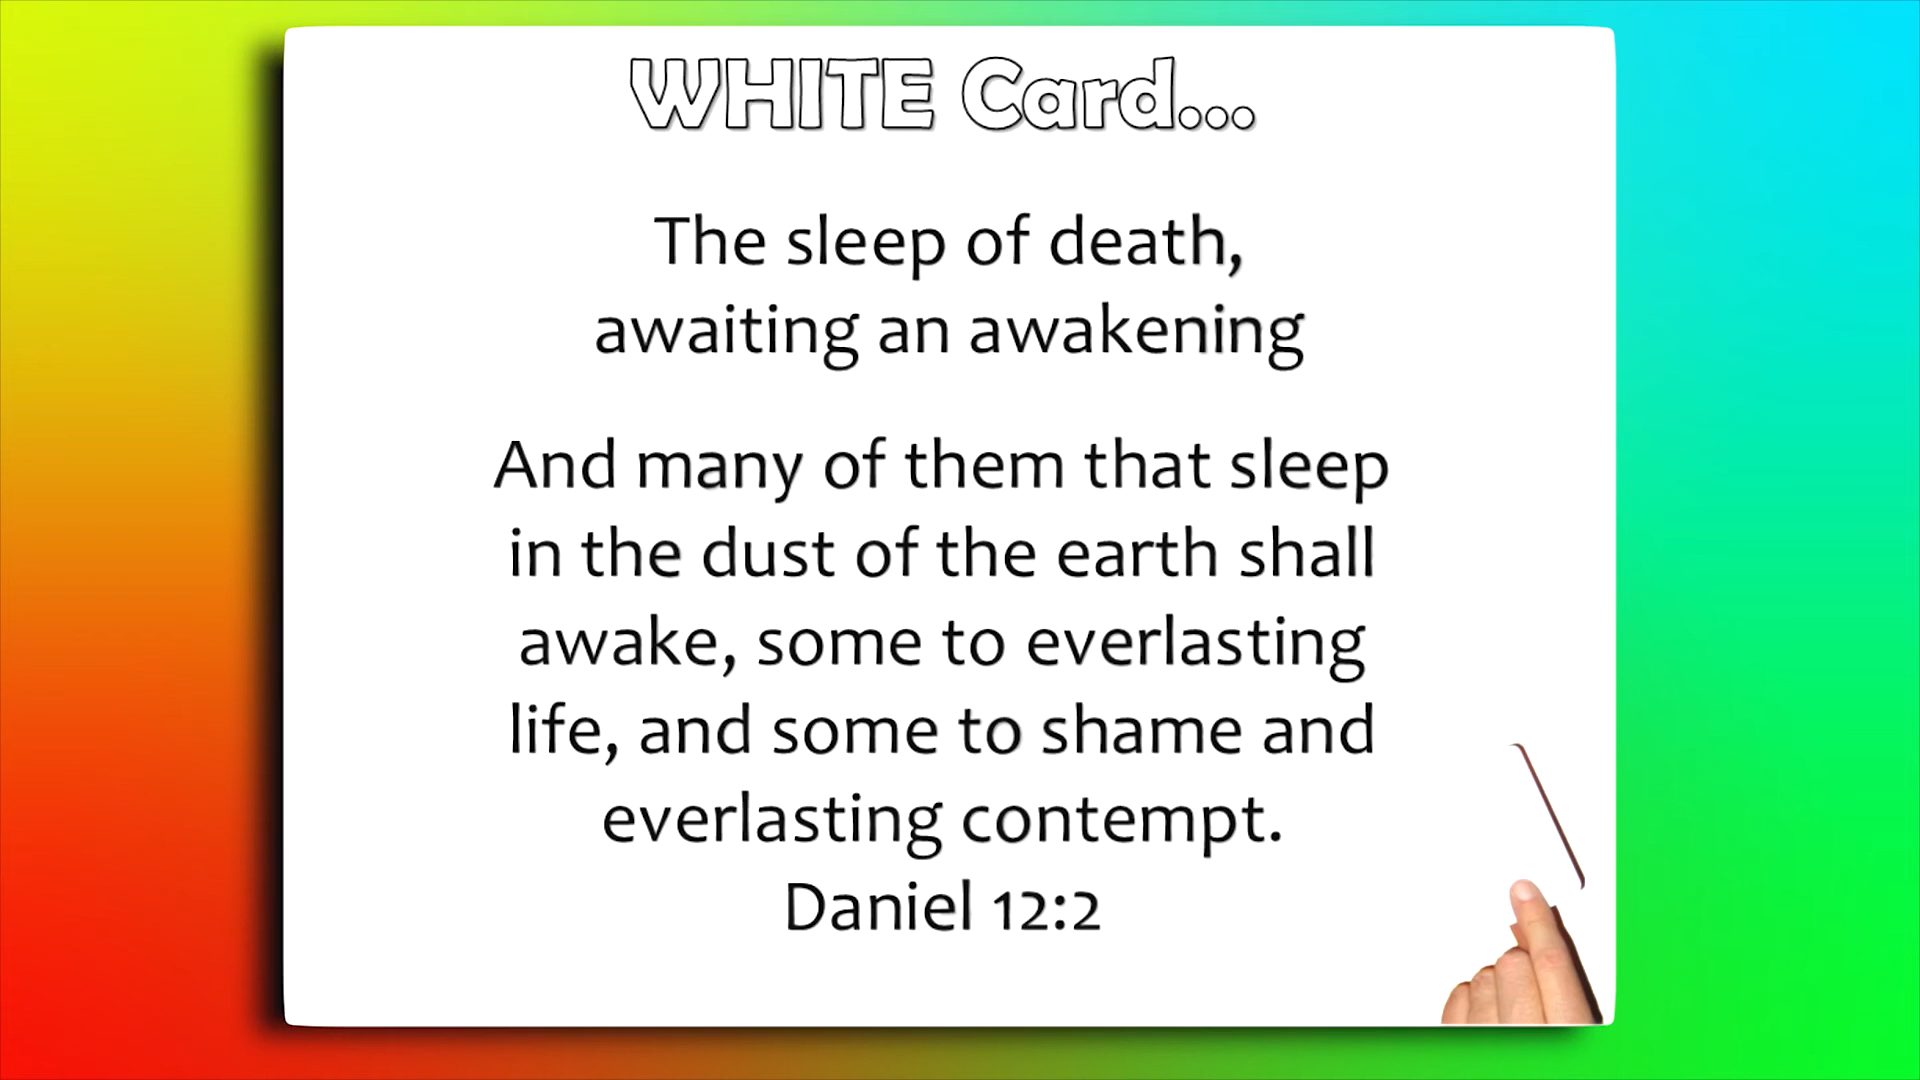 WHITE Card...
The sleep of death,
awaiting an awakening
And many of them that sleep
in the dust of the earth shall
awake, some to everlasting
life, and some to shame and
everlasting contempt.
Daniel 12:2